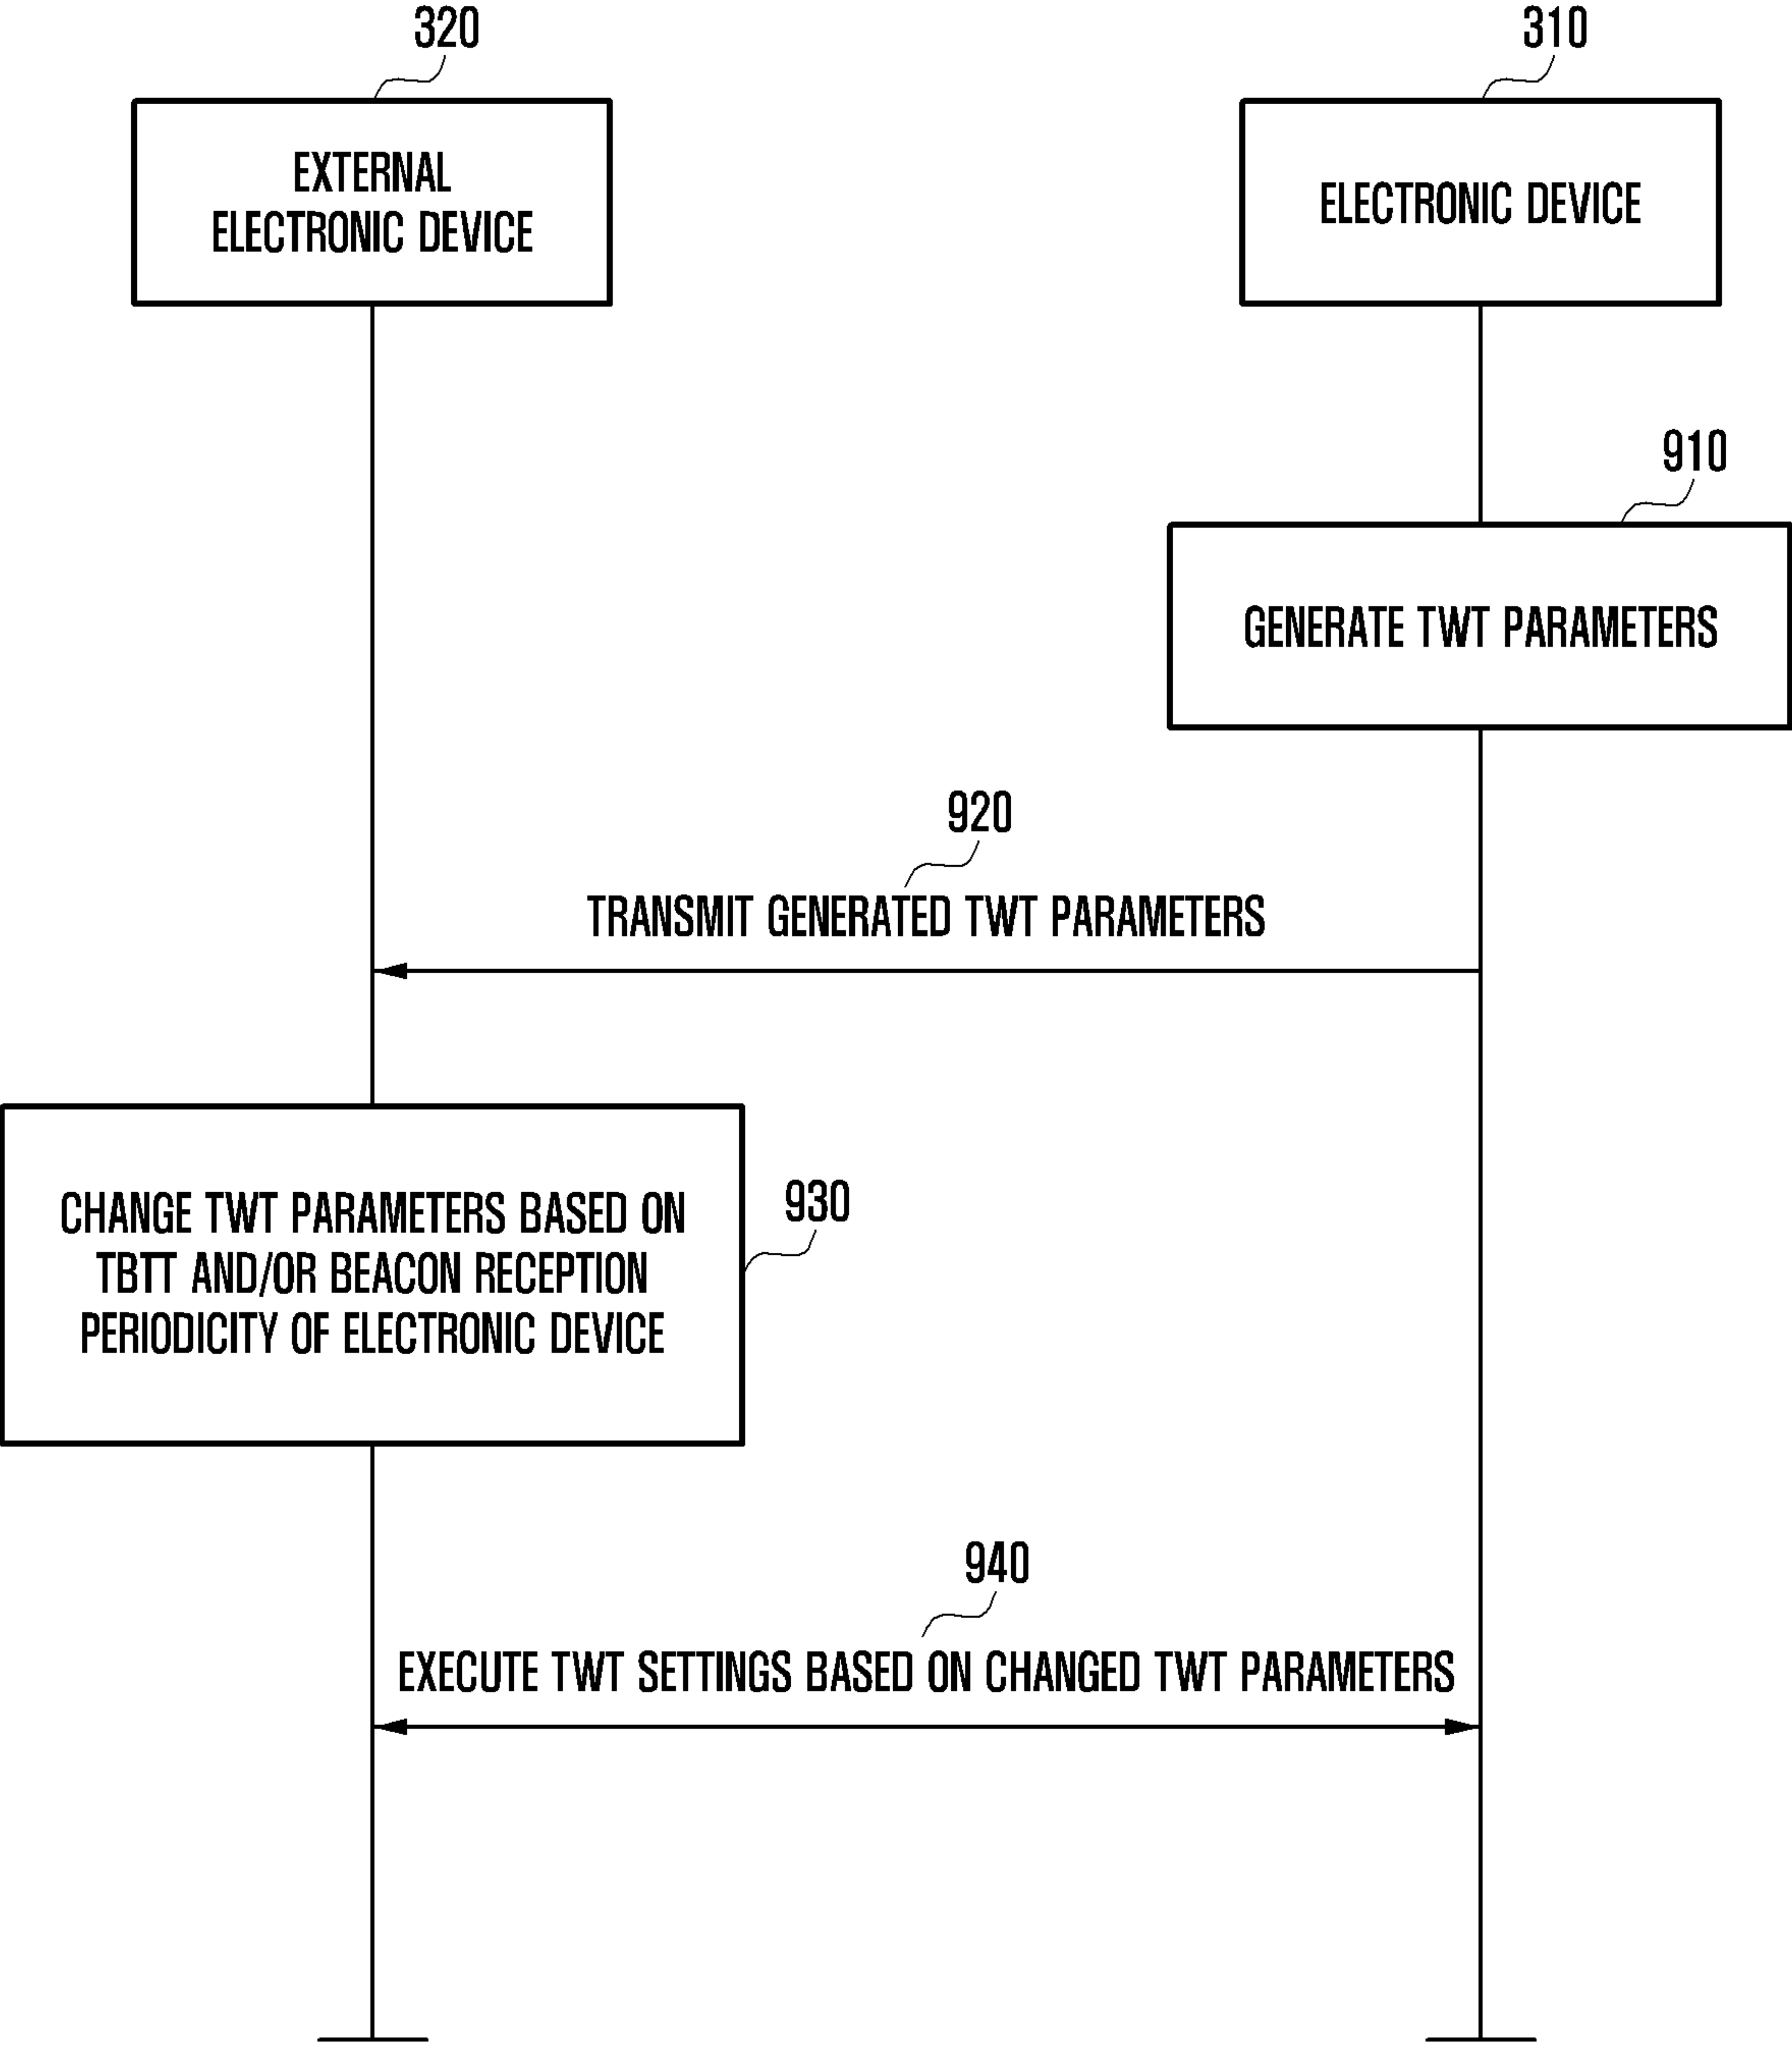 320
310
EXTERNAL
ELECTRONIC DEVICE
ELECTRONIC DEVICE
910
GENERATE TWT PARAMETERS
920
TRANSMIT GENERATED TWT PARAMETERS
CHANGE TWT PARAMETERS BASED ON
TBTT AND/OR BEACON RECEPTION
PERIODICITY OF ELECTRONIC DEVICE
930
940
EXECUTE TWT SETTINGS BASED ON CHANGED TWT PARAMETERS